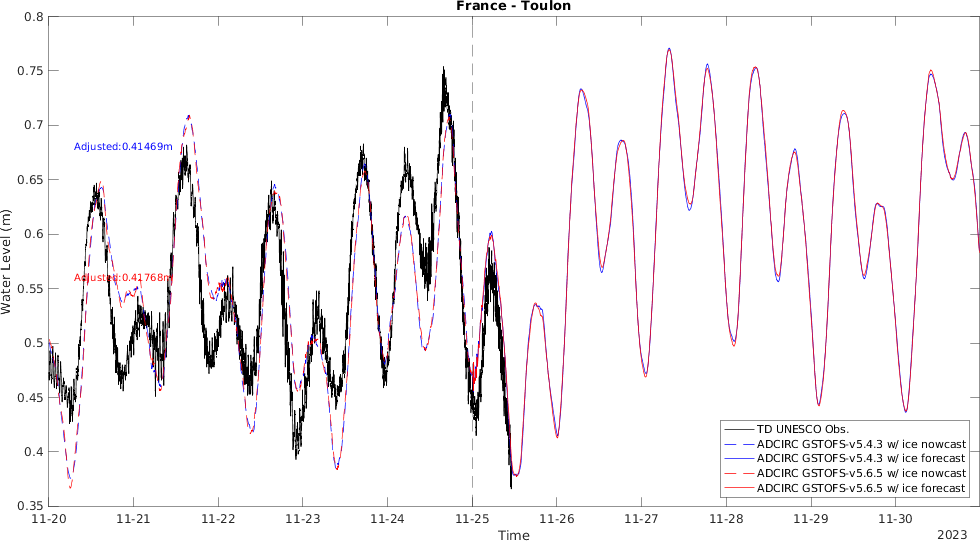 France - Toulon
0.8
0.75
0.7
0.65
0.6
0.55
0.5
0.45
0.4
0.35
Water Level (m)
Adjusted:0.41469m
Adjusted:0.41768m
TD UNESCO Obs.
ADCIRC GSTOFS-v5.4.3 w/ ice nowcast
ADCIRC GSTOFS-v5.4.3 w/ ice forecast
ADCIRC GSTOFS-v5.6.5 w/ ice nowcast
ADCIRC GSTOFS-v5.6.5 w/ ice forecast
11-20 11-21 11-22 11-23 11-24 11-25 11-26 11-27 11-28 11-29 11-30
Time
2023